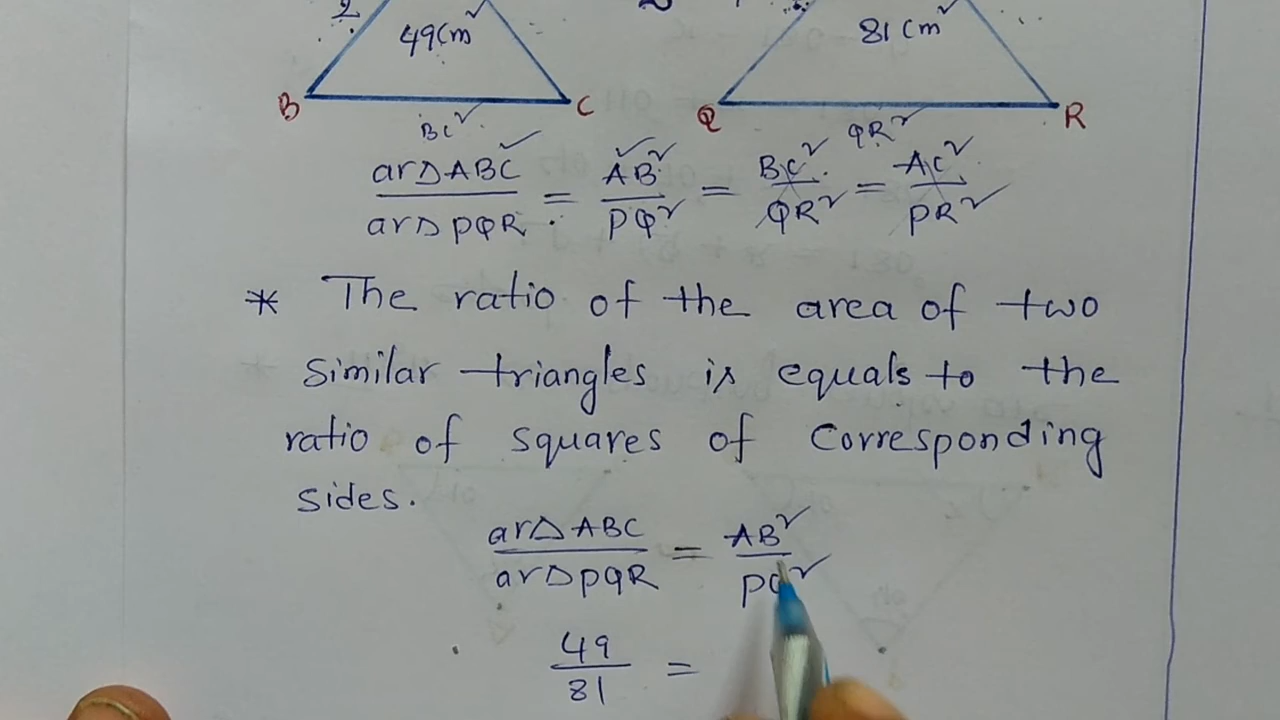 49Cm²
81 Cm²
B
C
Q
R
BC²
QR²
ar△ABC/ar△PQR = AB²/PQ² = BC²/QR² = AC²/PR²
* The ratio of the area of two
similar triangles is equals to the
ratio of squares of corresponding
sides.
ar△ABC/ar△PQR = AB²/PQ²
49/81 =